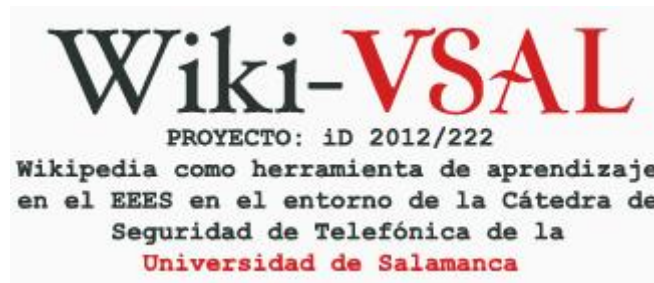 Wiki-VSAL
PROYECTO: iD 2012/222
Wikipedia como herramienta de aprendizaje
en el EEES en el entorno de la Cátedra de
Seguridad de Telefónica de la
Universidad de Salamanca